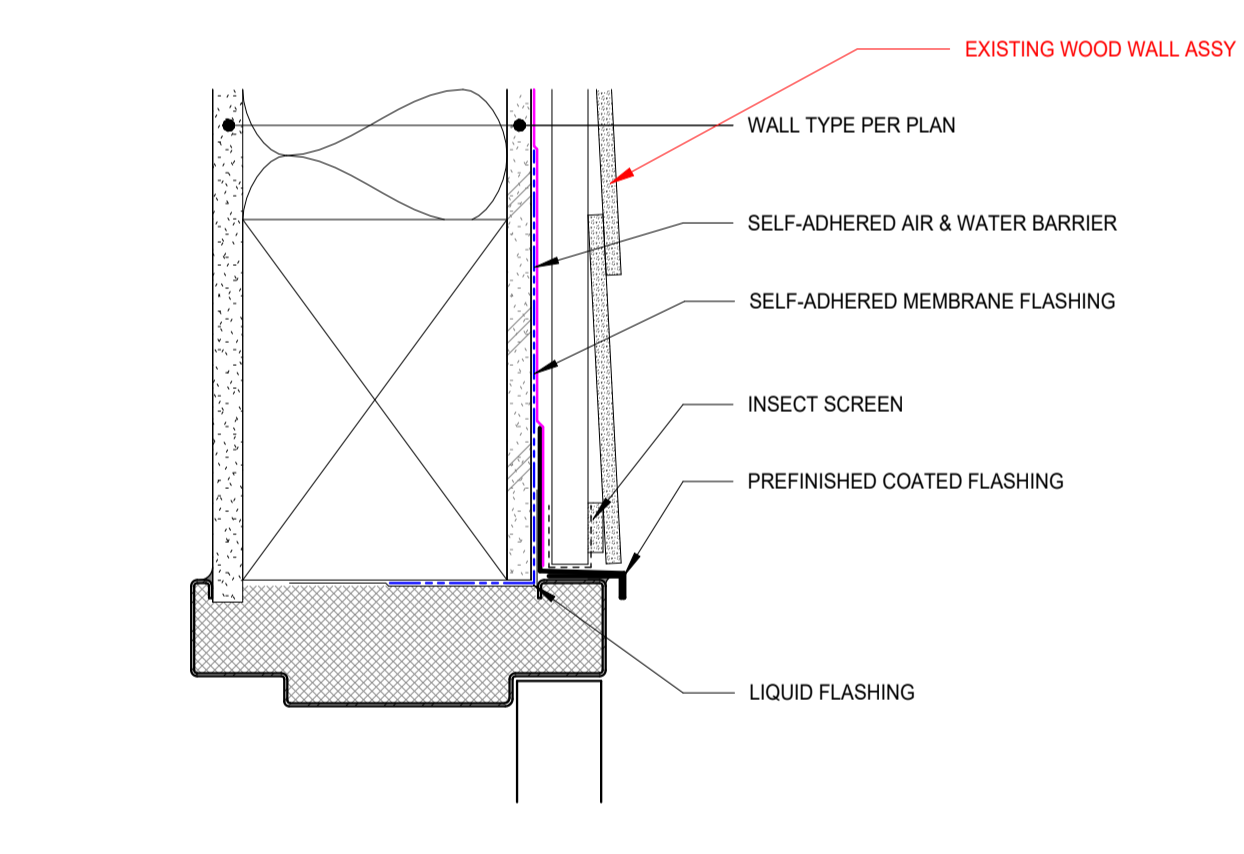 EXISTING WOOD WALL ASSY
WALL TYPE PER PLAN
SELF-ADHERED AIR & WATER BARRIER
SELF-ADHERED MEMBRANE FLASHING
INSECT SCREEN
PREFINISHED COATED FLASHING
LIQUID FLASHING